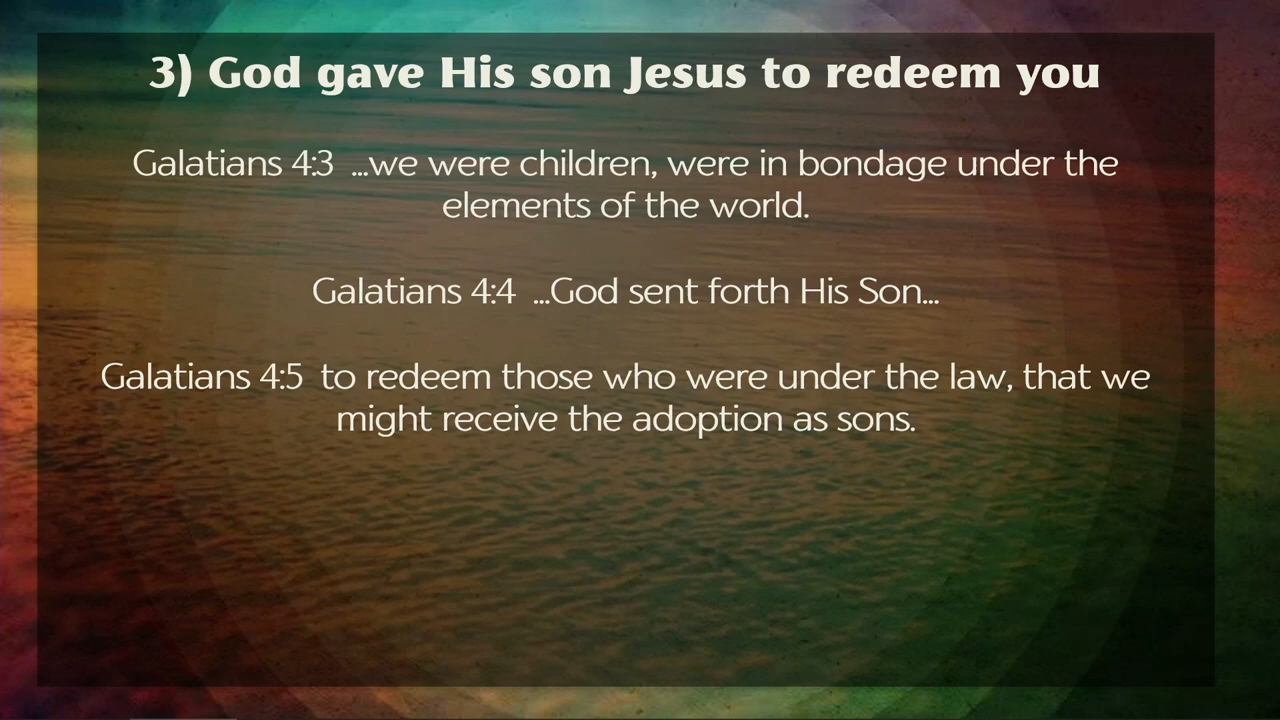 3) God gave His son Jesus to redeem you
Galatians 4:3 ...we were children, were in bondage under the
elements of the world.
Galatians 4:4 ...God sent forth His Son...
Galatians 4:5 to redeem those who were under the law, that we
might receive the adoption as sons.